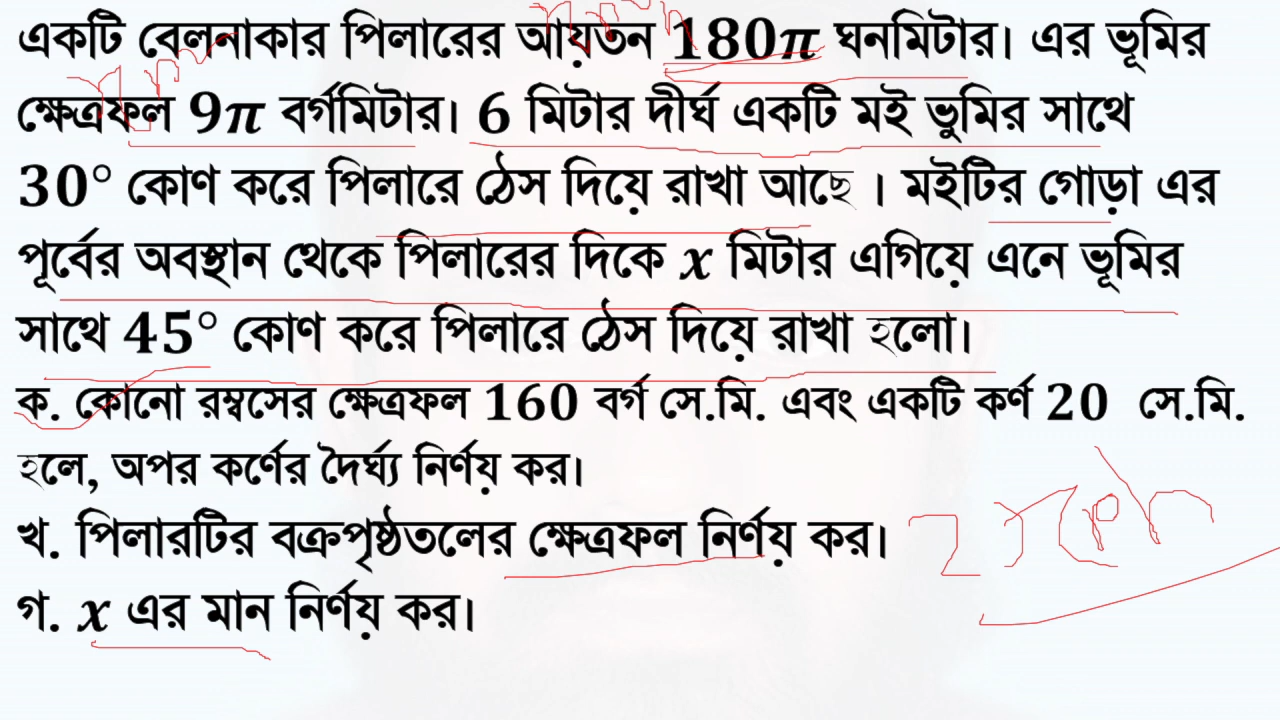 একটি বেলনাকার পিলারের আয়তন 180π ঘনমিটার। এর ভূমির
ক্ষেত্রফল 9π বর্গমিটার। 6 মিটার দীর্ঘ একটি মই ভুমির সাথে
30° কোণ করে পিলারে ঠেস দিয়ে রাখা আছে । মইটির গোড়া এর
পূর্বের অবস্থান থেকে পিলারের দিকে x মিটার এগিয়ে এনে ভূমির
সাথে 45° কোণ করে পিলারে ঠেস দিয়ে রাখা হলো।
ক. কোনো রম্বসের ক্ষেত্রফল 160 বর্গ সে.মি. এবং একটি কর্ণ 20 সে.মি.
হলে, অপর কর্ণের দৈর্ঘ্য নির্ণয় কর।
খ. পিলারটির বক্রপৃষ্ঠতলের ক্ষেত্রফল নির্ণয় কর।
গ. x এর মান নির্ণয় কর।